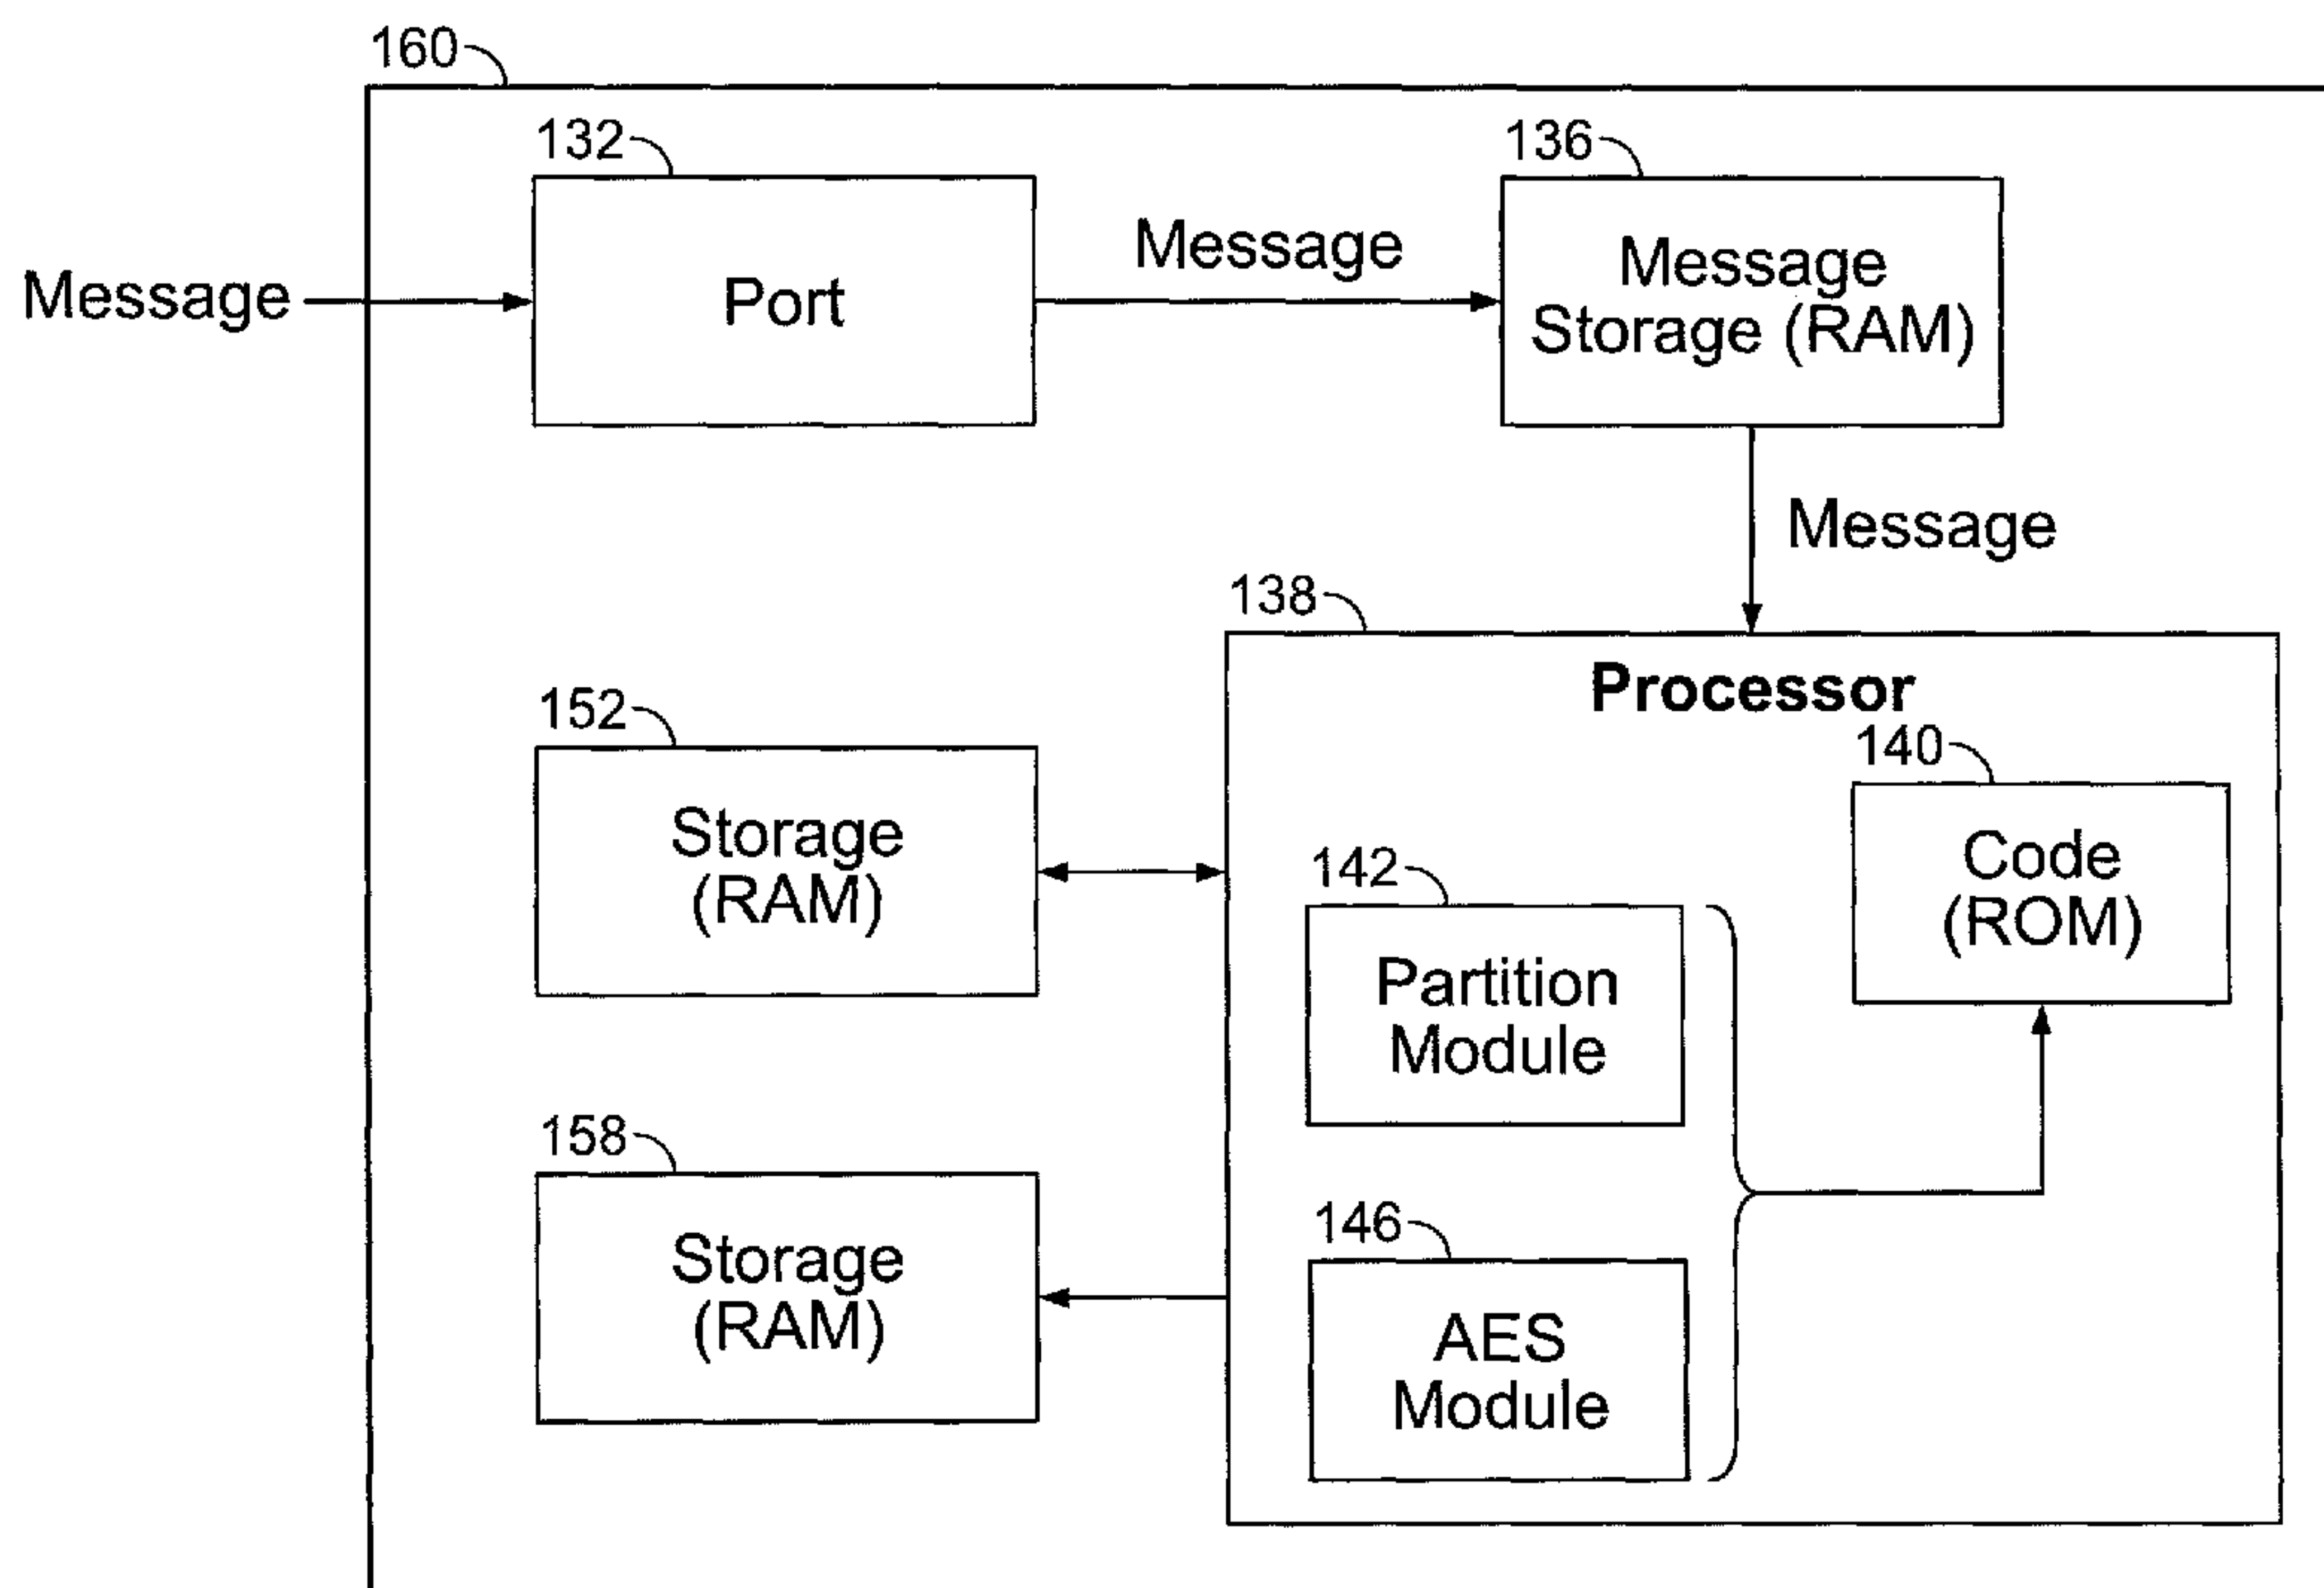 160
132
136
Message
Port
Message
Message
Storage (RAM)
Message
138
Processor
152
Storage
(RAM)
140
Code
(ROM)
142
Partition
Module
158
Storage
(RAM)
146
AES
Module